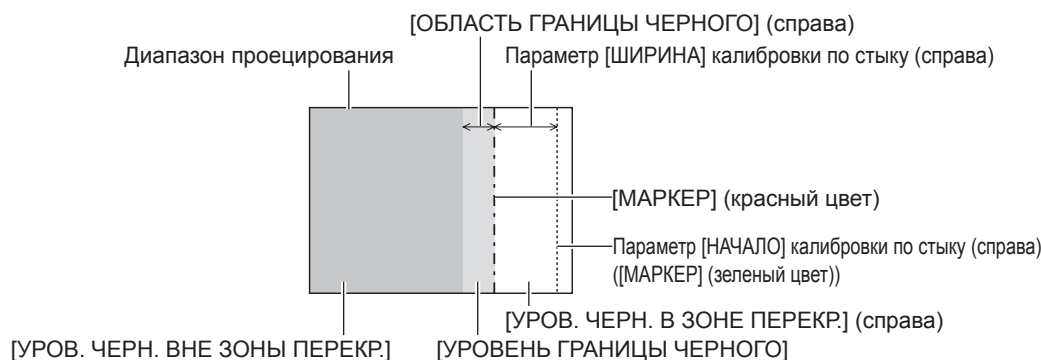 [ОБЛАСТЬ ГРАНИЦЫ ЧЕРНОГО] (справа)
Диапазон проецирования
Параметр [ШИРИНА] калибровки по стыку (справа)
[МАРКЕР] (красный цвет)
Параметр [НАЧАЛО] калибровки по стыку (справа)
([МАРКЕР] (зеленый цвет))
[УРОВ. ЧЕРН. В ЗОНЕ ПЕРЕКР.] (справа)
[УРОВ. ЧЕРН. ВНЕ ЗОНЫ ПЕРЕКР.]
[УРОВЕНЬ ГРАНИЦЫ ЧЕРНОГО]